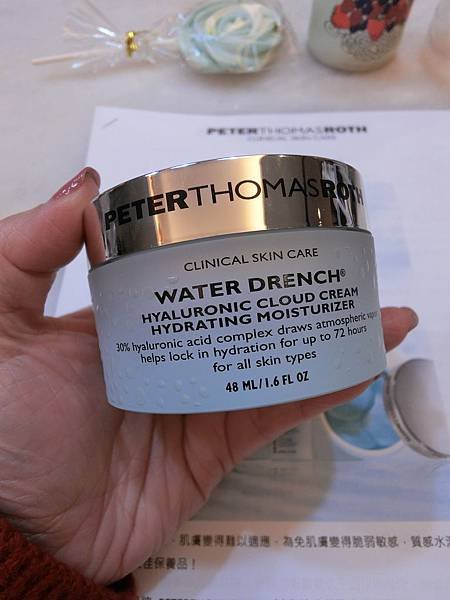 PETERTHOMASROTH
CLINICAL SKIN CARE
PETERTHOMASROTH
CLINICAL SKIN CARE
WATER DRENCH®
HYALURONIC CLOUD CREAM
HYDRATING MOISTURIZER
30% hyaluronic acid complex draws atmospheric vapor
helps lock in hydration for up to 72 hours
for all skin types
48 ML/1.6 FL OZ
肌膚變得難以適應，為免肌膚變得脆弱敏感，質感水
佳保養品！